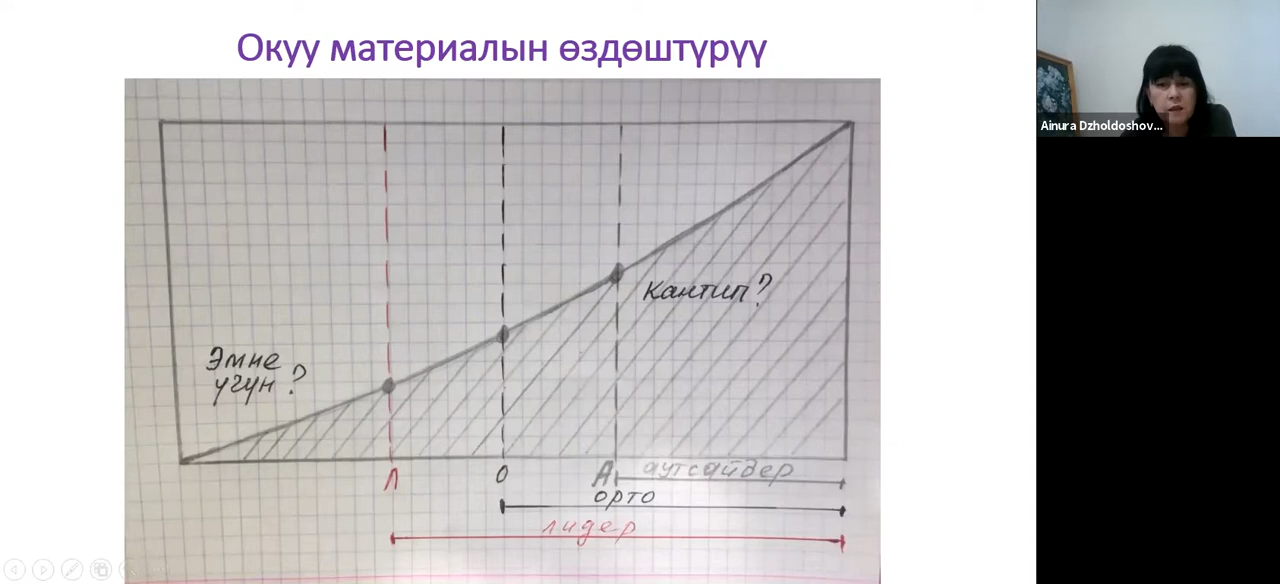 Окуу материалын өздөштүрүү
Ainura Dzholdoshov...
Кантип?
Эмне
үчүн?
Л
О
А
аутсайдер
орто
лидер